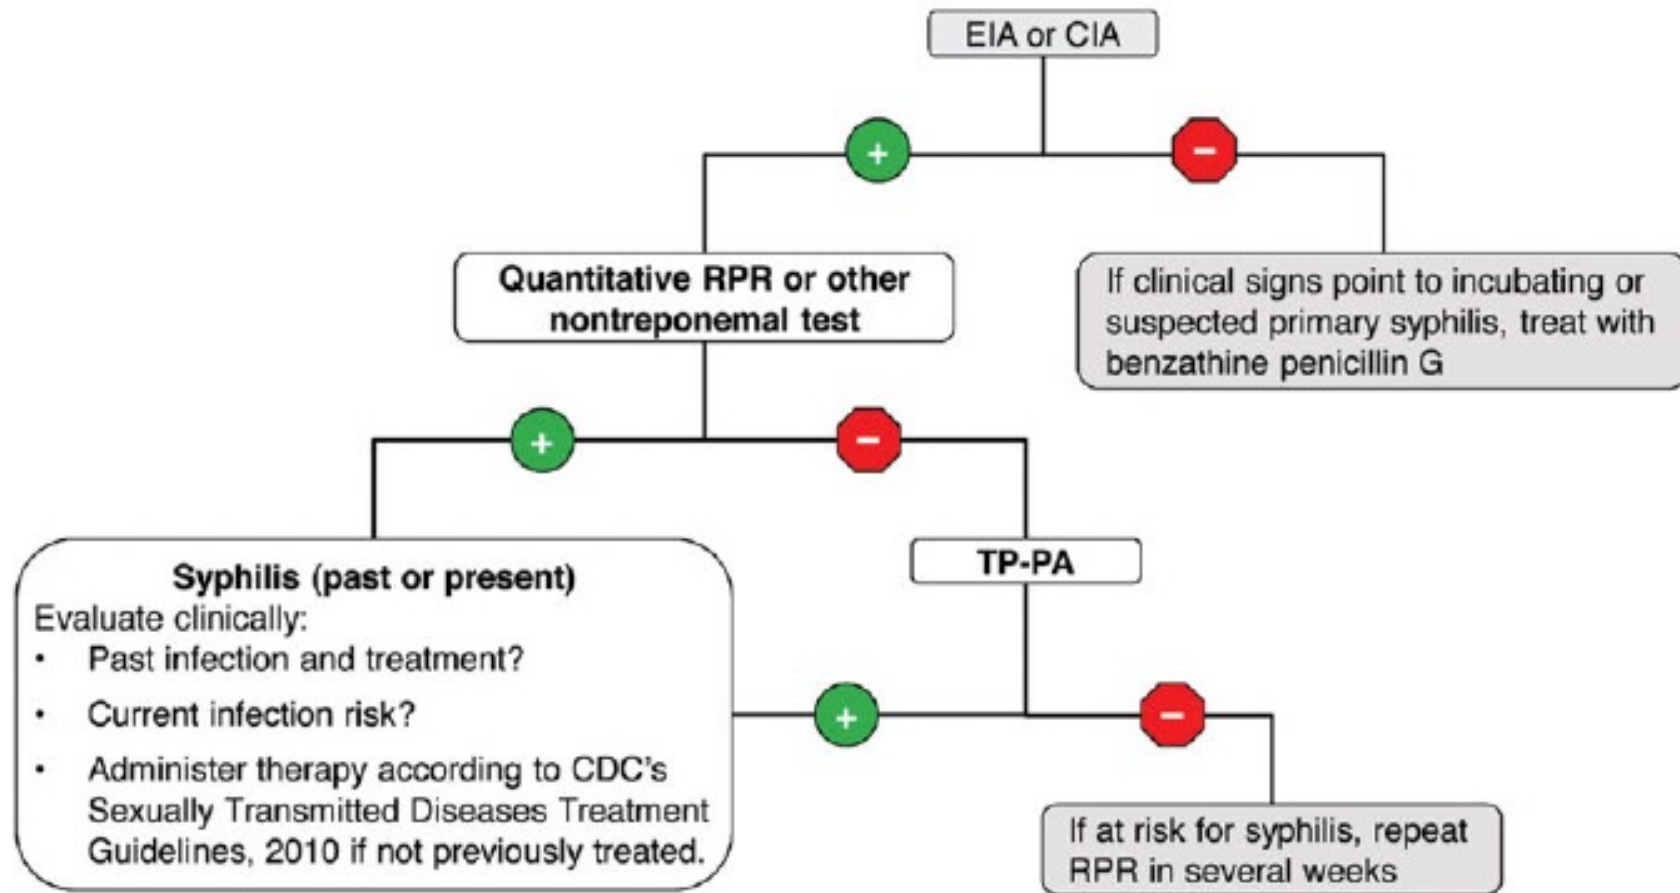 EIA or CIA
+
−
Quantitative RPR or other
nontreponemal test
If clinical signs point to incubating or
suspected primary syphilis, treat with
benzathine penicillin G
+
−
Syphilis (past or present)
Evaluate clinically:
• Past infection and treatment?
• Current infection risk?
• Administer therapy according to CDC's
Sexually Transmitted Diseases Treatment
Guidelines, 2010 if not previously treated.
TP-PA
+
−
If at risk for syphilis, repeat
RPR in several weeks